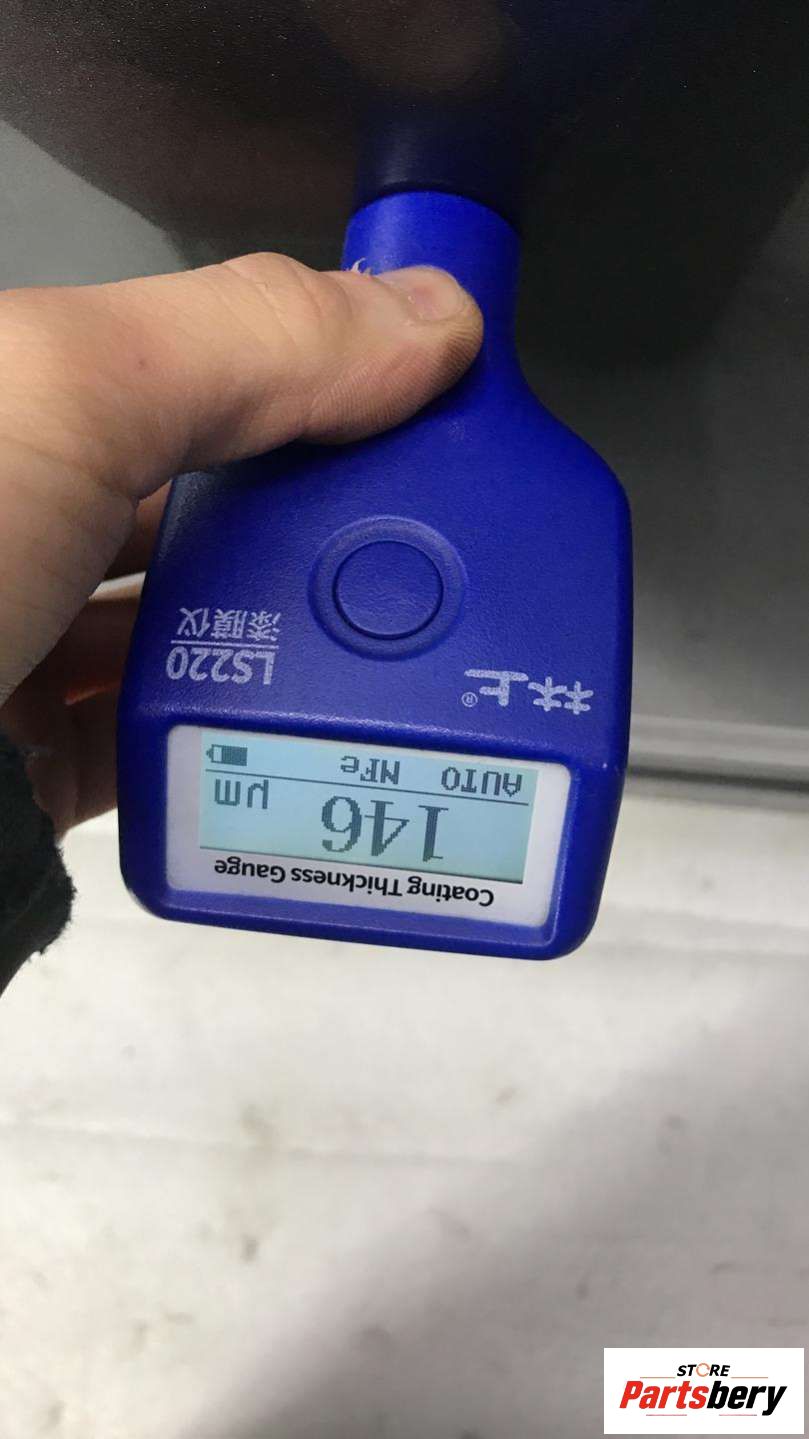 Coating Thickness Gauge
146 µm
AUTO NFe
林上®
LS220
漆膜仪
STORE
Partsbery